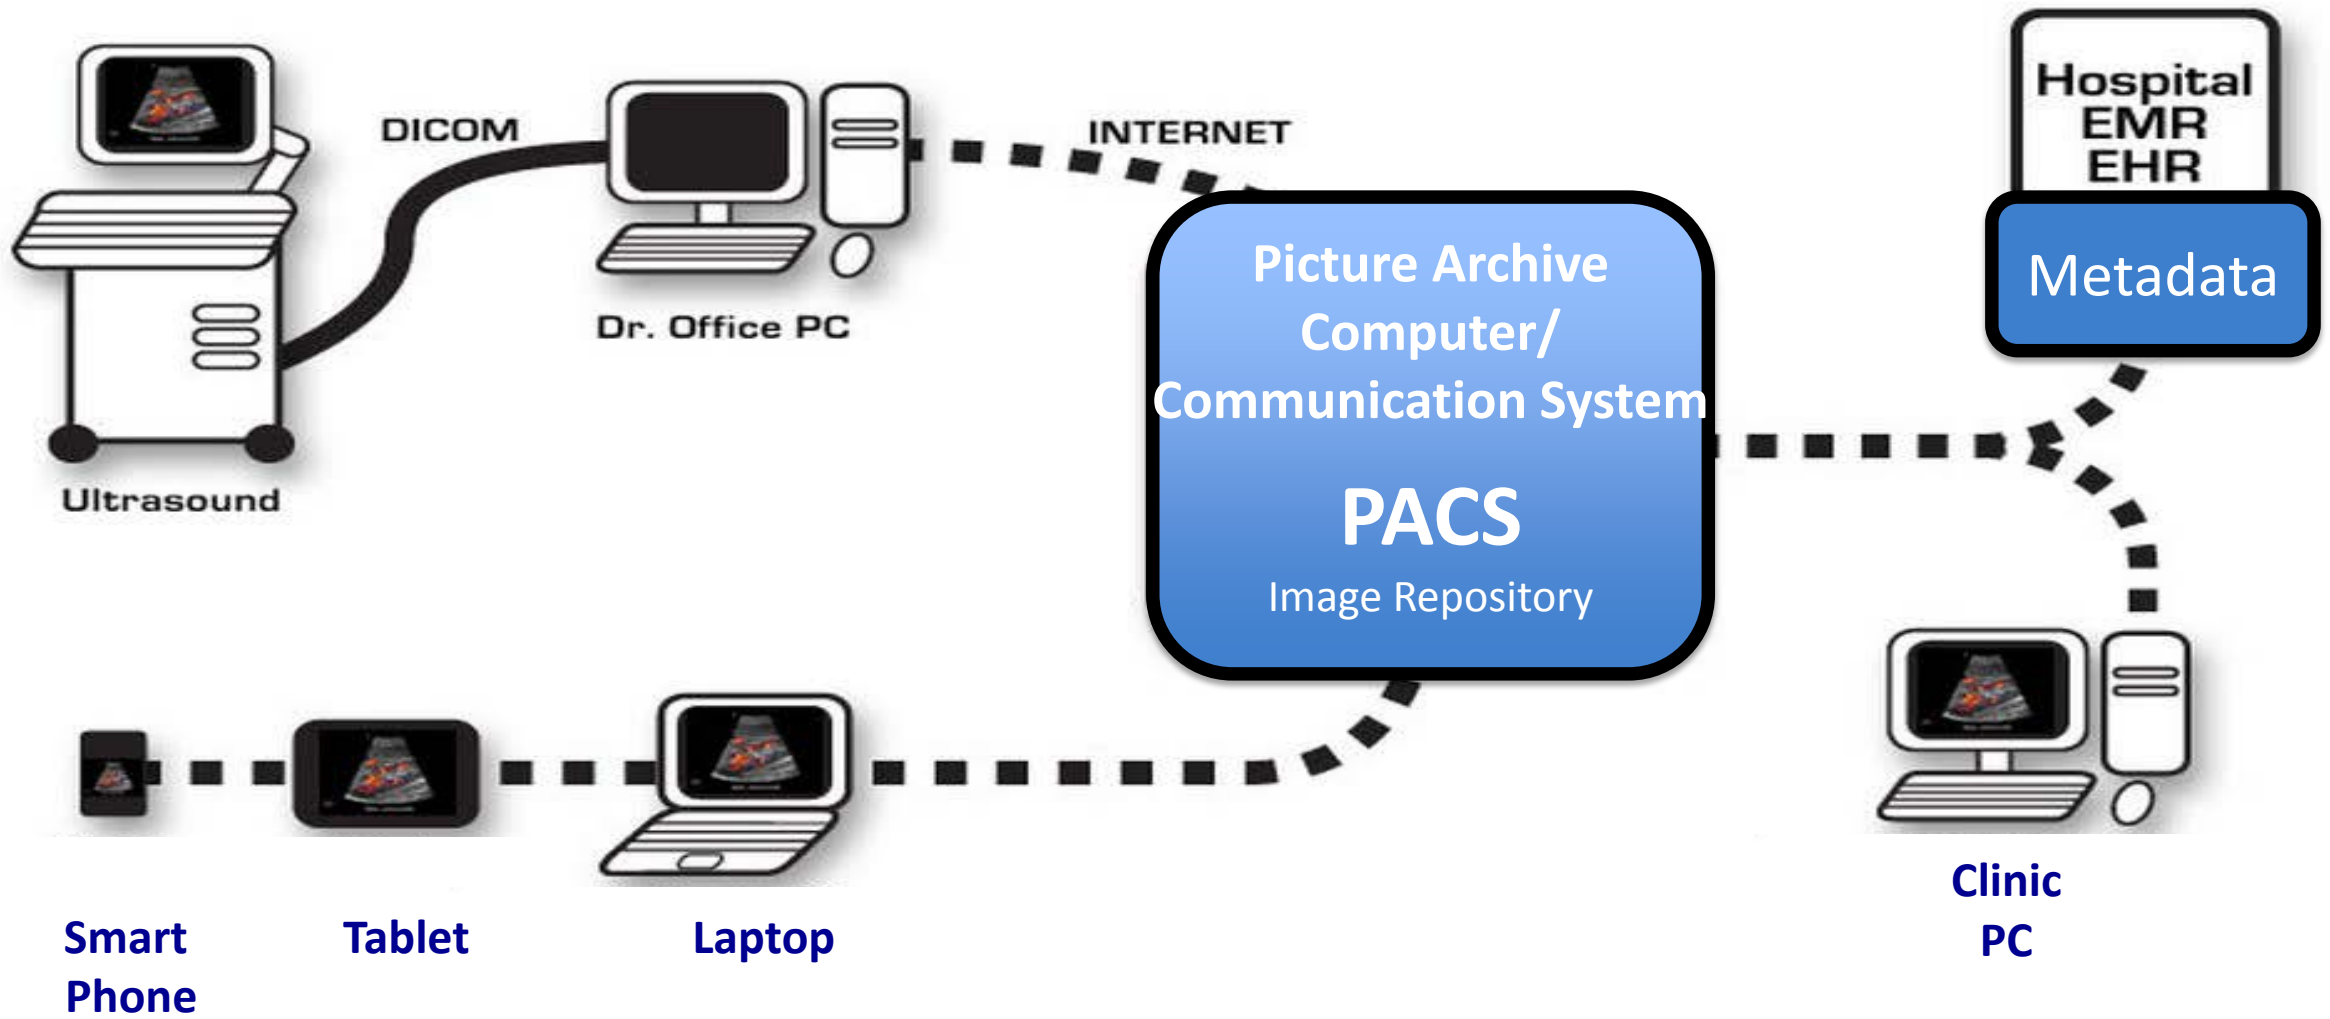 DICOM
INTERNET
Hospital
EMR
EHR
Metadata
Picture Archive
Computer/
Communication System
PACS
Image Repository
Dr. Office PC
Ultrasound
Smart
Phone
Tablet
Laptop
Clinic
PC